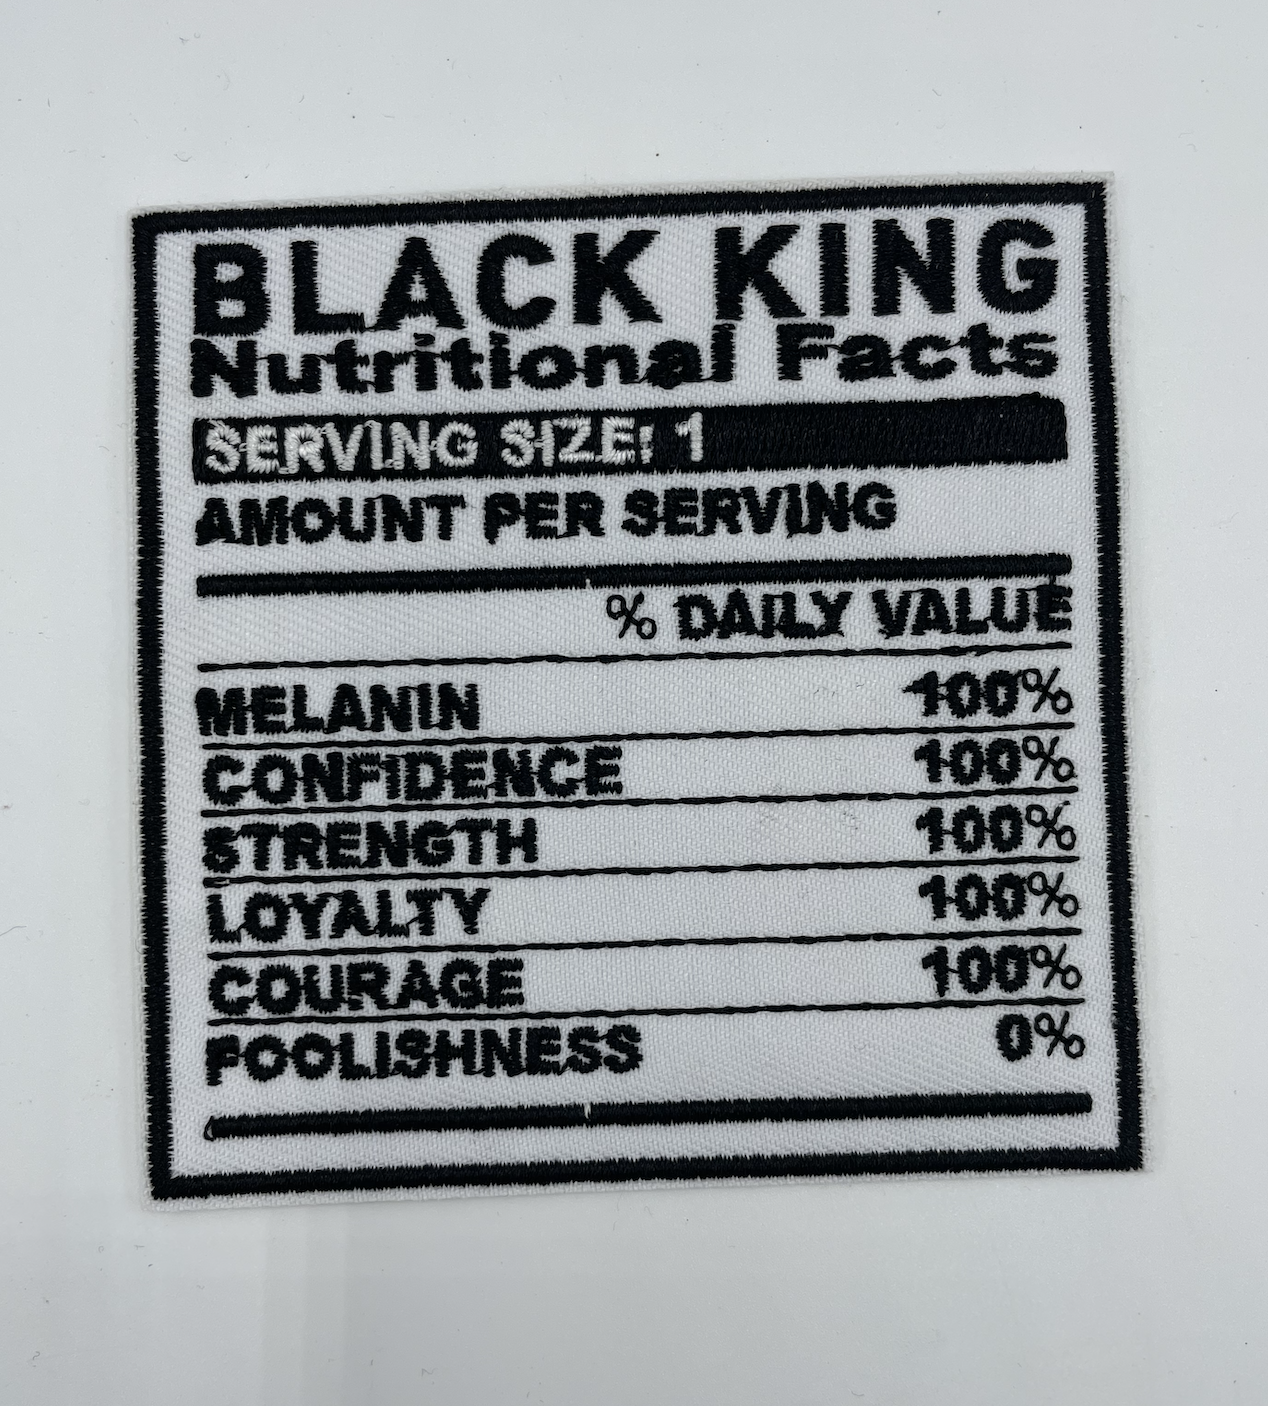 BLACK KING
Nutritional Facts
SERVING SIZE: 1
AMOUNT PER SERVING
% DAILY VALUE
MELANIN 100%
CONFIDENCE 100%
STRENGTH 100%
LOYALTY 100%
COURAGE 100%
FOOLISHNESS 0%